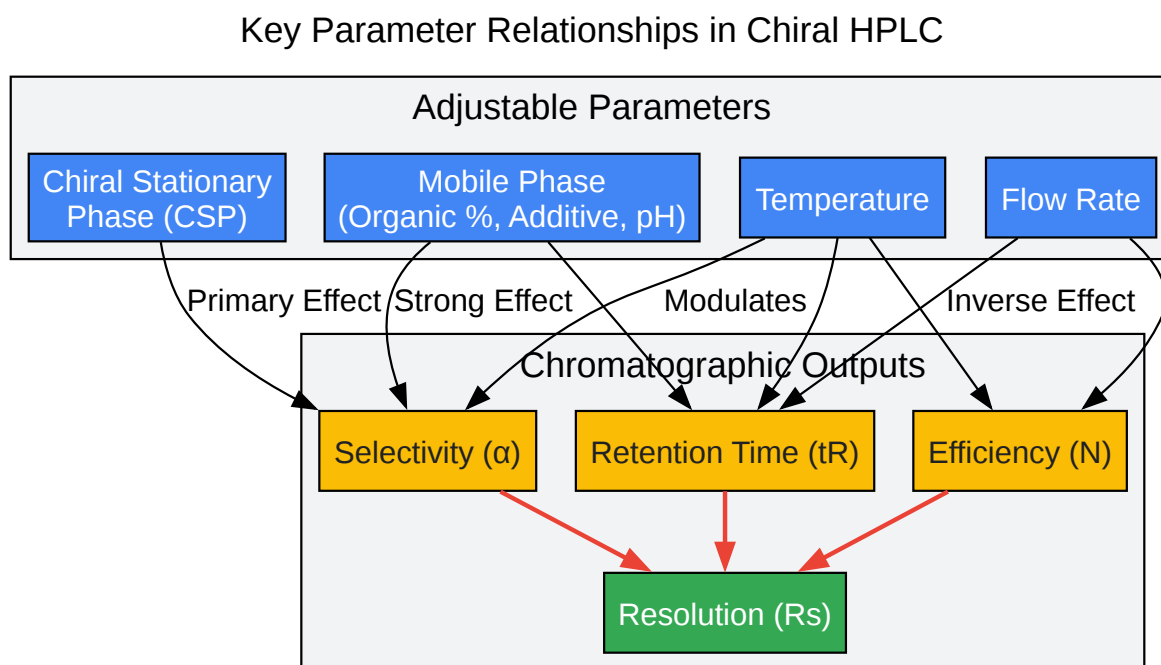 Key Parameter Relationships in Chiral HPLC
Adjustable Parameters
Chiral Stationary
Phase (CSP)
Mobile Phase
(Organic %, Additive, pH)
Temperature
Flow Rate
Primary Effect
Strong Effect
Modulates
Inverse Effect
Chromatographic Outputs
Selectivity (α)
Retention Time (tR)
Efficiency (N)
Resolution (Rs)